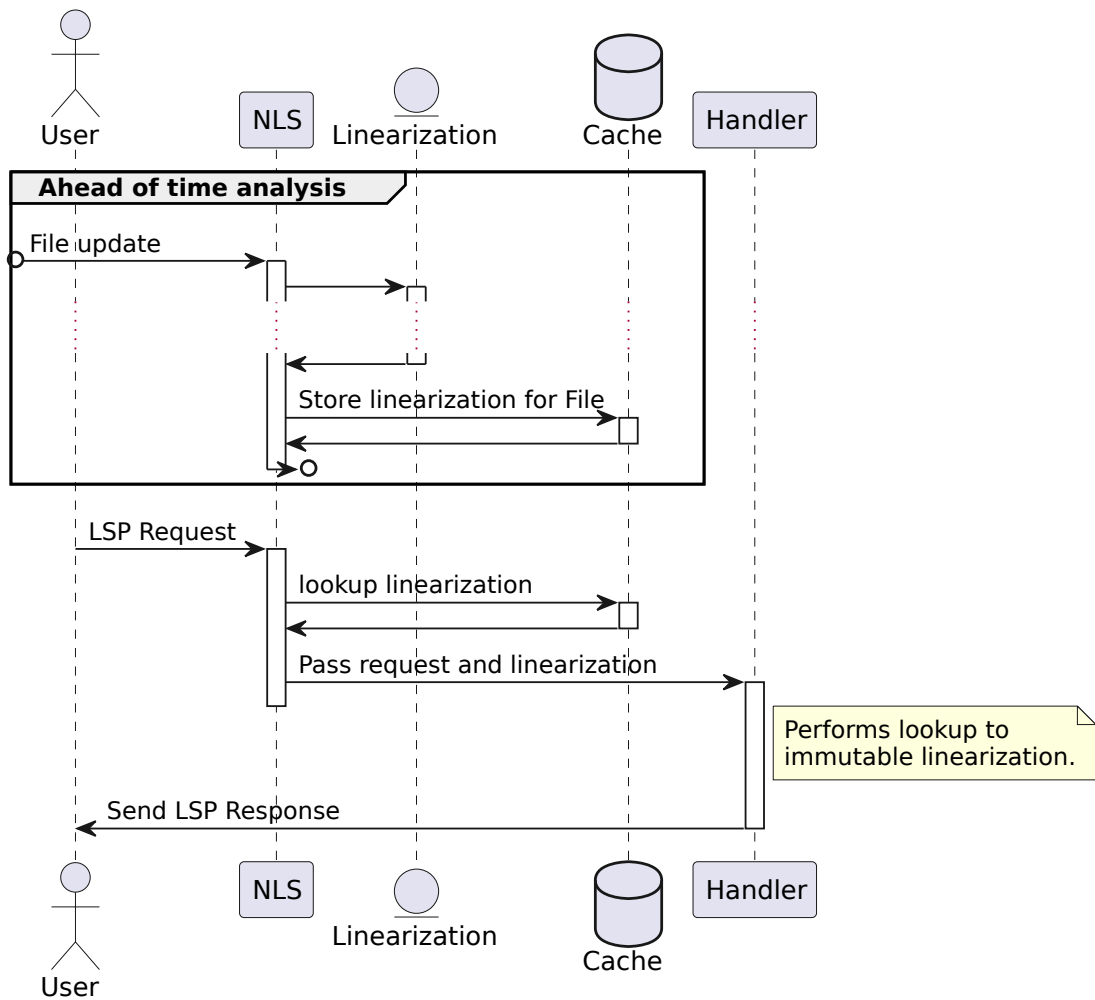 User
NLS
Linearization
Cache
Handler
Ahead of time analysis
File update
Store linearization for File
LSP Request
lookup linearization
Pass request and linearization
Performs lookup to
immutable linearization.
Send LSP Response
User
NLS
Linearization
Cache
Handler